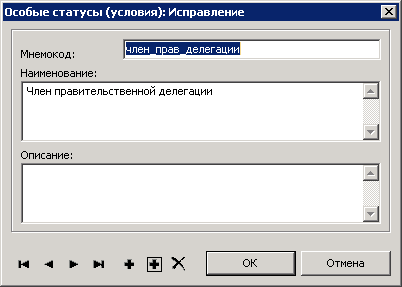 Особые статусы (условия): Исправление
Мнемокод: член_прав_делегации
Наименование:
Член правительственной делегации
Описание:
OK Отмена